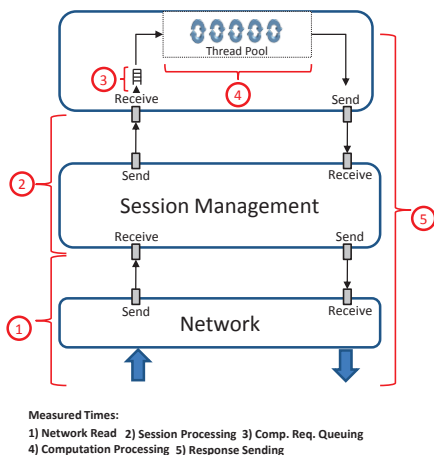 Thread Pool
3
4
Receive
Send
2
Send
Receive
Session Management
5
Receive
Send
1
Send
Receive
Network
Measured Times:
1) Network Read 2) Session Processing 3) Comp. Req. Queuing
4) Computation Processing 5) Response Sending